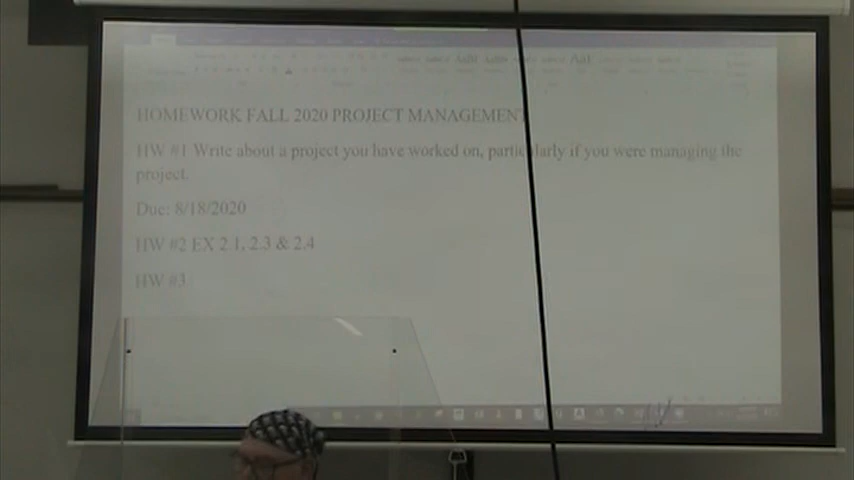 HOMEWORK FALL 2020 PROJECT MANAGEMENT
HW #1 Write about a project you have worked on, particularly if you were managing the
project.
Due: 8/18/2020
HW #2 EX 2.1, 2.3 & 2.4
HW #3